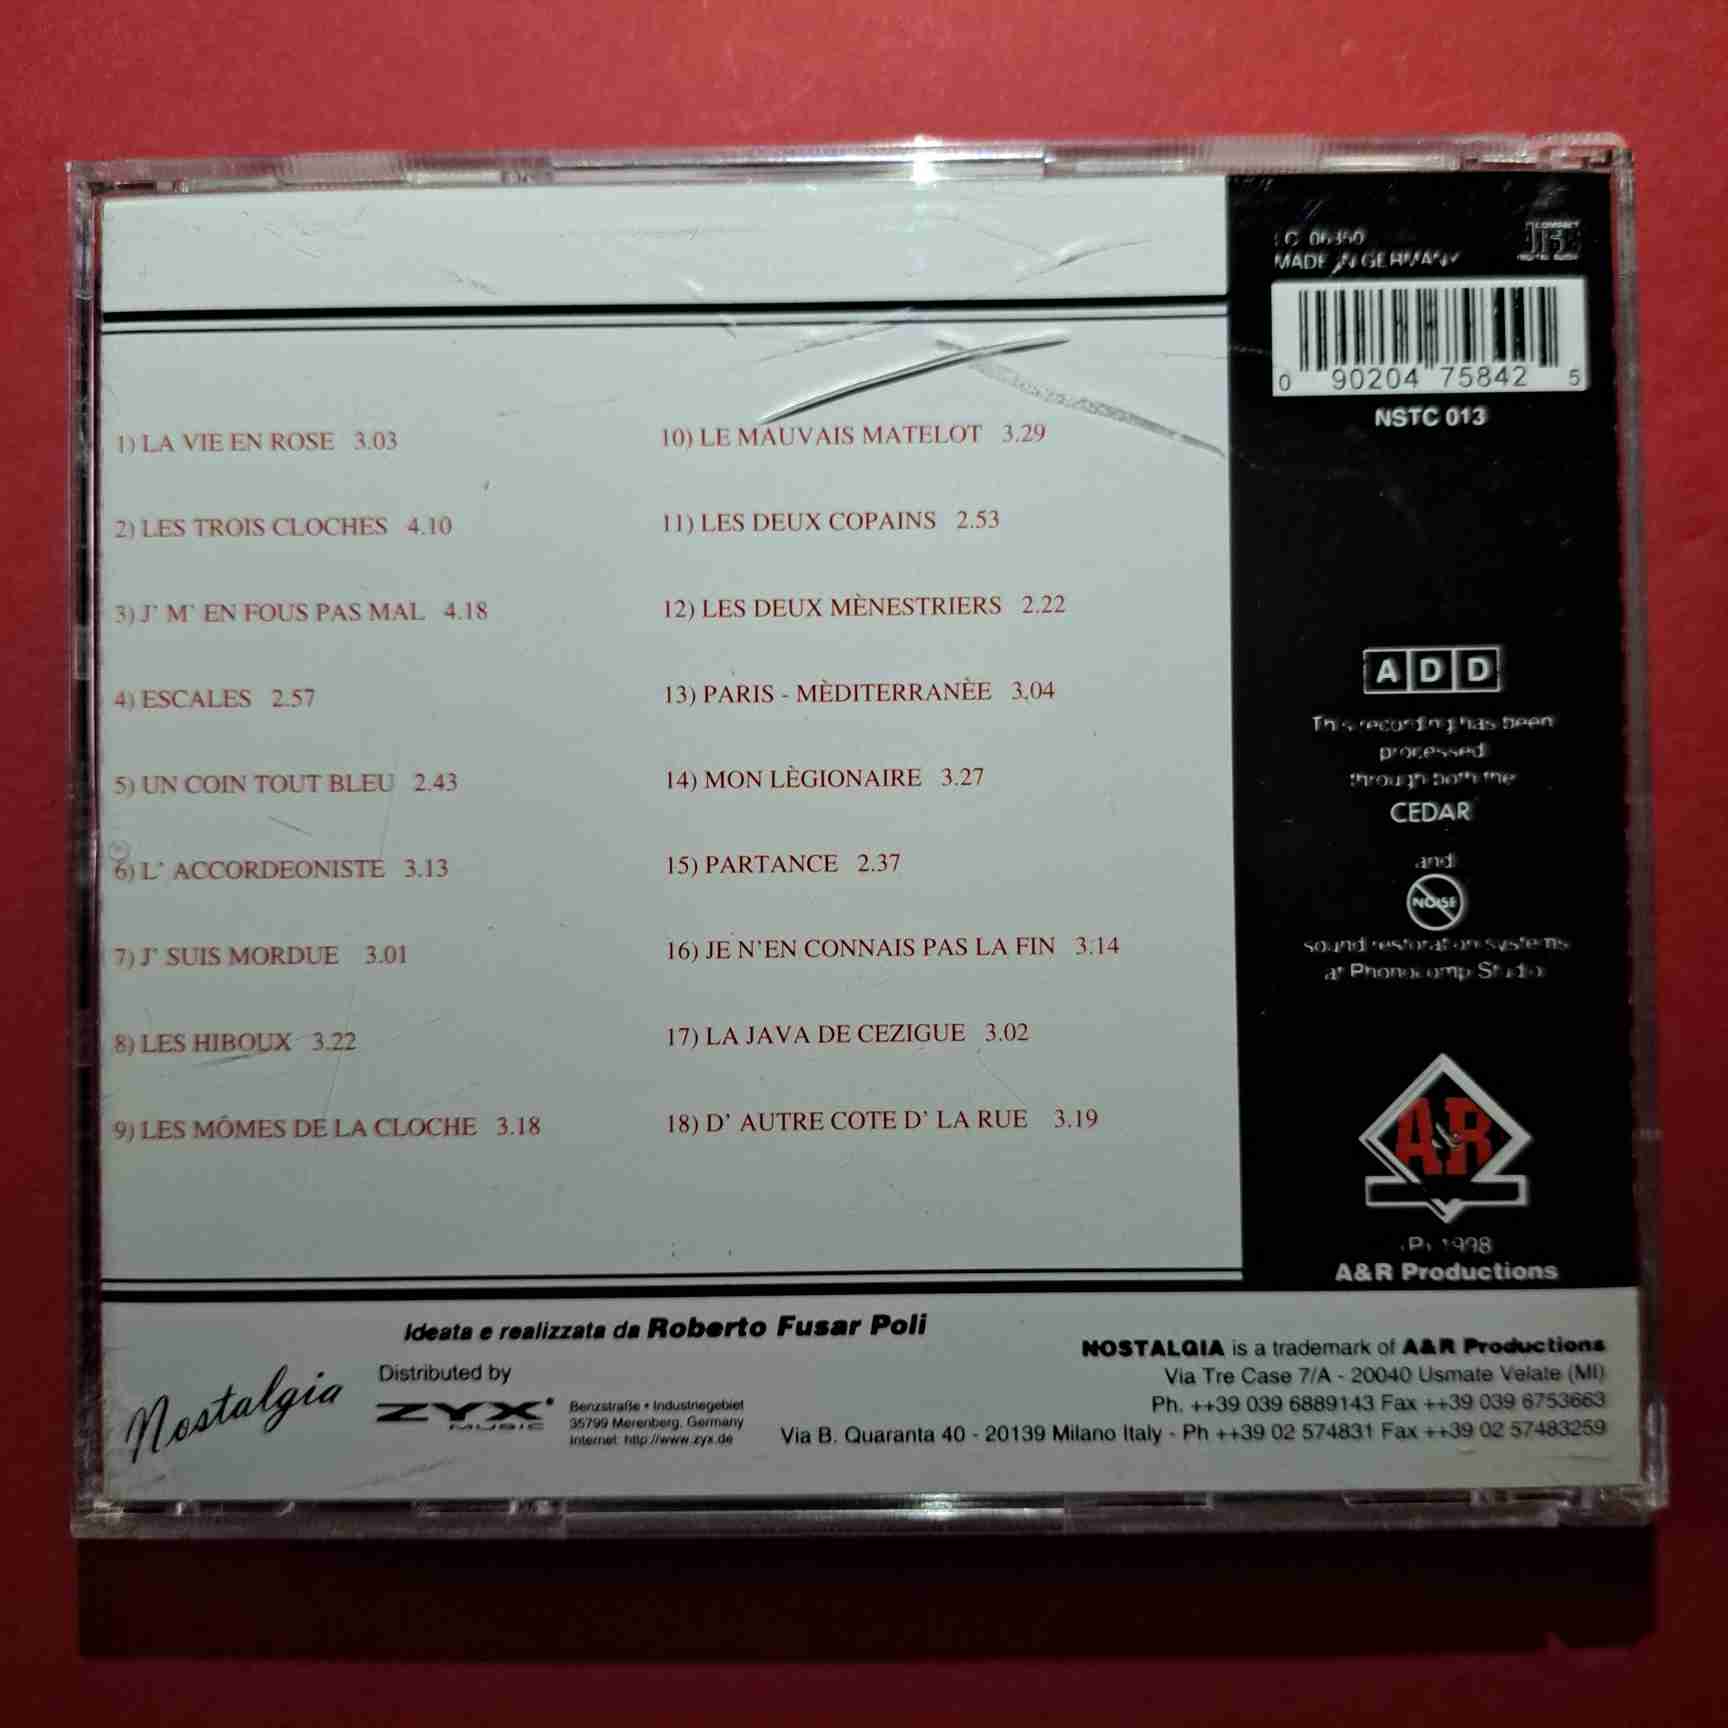 1) LA VIE EN ROSE 3.03
2) LES TROIS CLOCHES 4.10
3) J' M' EN FOUS PAS MAL 4.18
4) ESCALES 2.57
5) UN COIN TOUT BLEU 2.43
6) L' ACCORDEONISTE 3.13
7) J' SUIS MORDUE 3.01
8) LES HIBOUX 3.22
9) LES MÔMES DE LA CLOCHE 3.18
10) LE MAUVAIS MATELOT 3.29
11) LES DEUX COPAINS 2.53
12) LES DEUX MÈNESTRIERS 2.22
13) PARIS - MÈDITERRANÈE 3.04
14) MON LÈGIONAIRE 3.27
15) PARTANCE 2.37
16) JE N'EN CONNAIS PAS LA FIN 3.14
17) LA JAVA DE CEZIGUE 3.02
18) D' AUTRE COTE D' LA RUE 3.19
LC
MADE IN GERMANY
0 90204 75842 5
NSTC 013
ADD
This recording has been
processed
through both the
CEDAR
and
NOISE
sound restoration systems
at Phonocomp Studio
A&R
(P) 1998
A&R Productions
Ideata e realizzata da Roberto Fusar Poli
Nostalgia
Distributed by
ZYX
MUSIC
Benzstraße • Industriegebiet
35799 Merenberg, Germany
Internet: http://www.zyx.de
NOSTALGIA is a trademark of A&R Productions
Via Tre Case 7/A - 20040 Usmate Velate (MI)
Ph. ++39 039 6889143 Fax ++39 039 6753663
Via B. Quaranta 40 - 20139 Milano Italy - Ph ++39 02 574831 Fax ++39 02 57483259